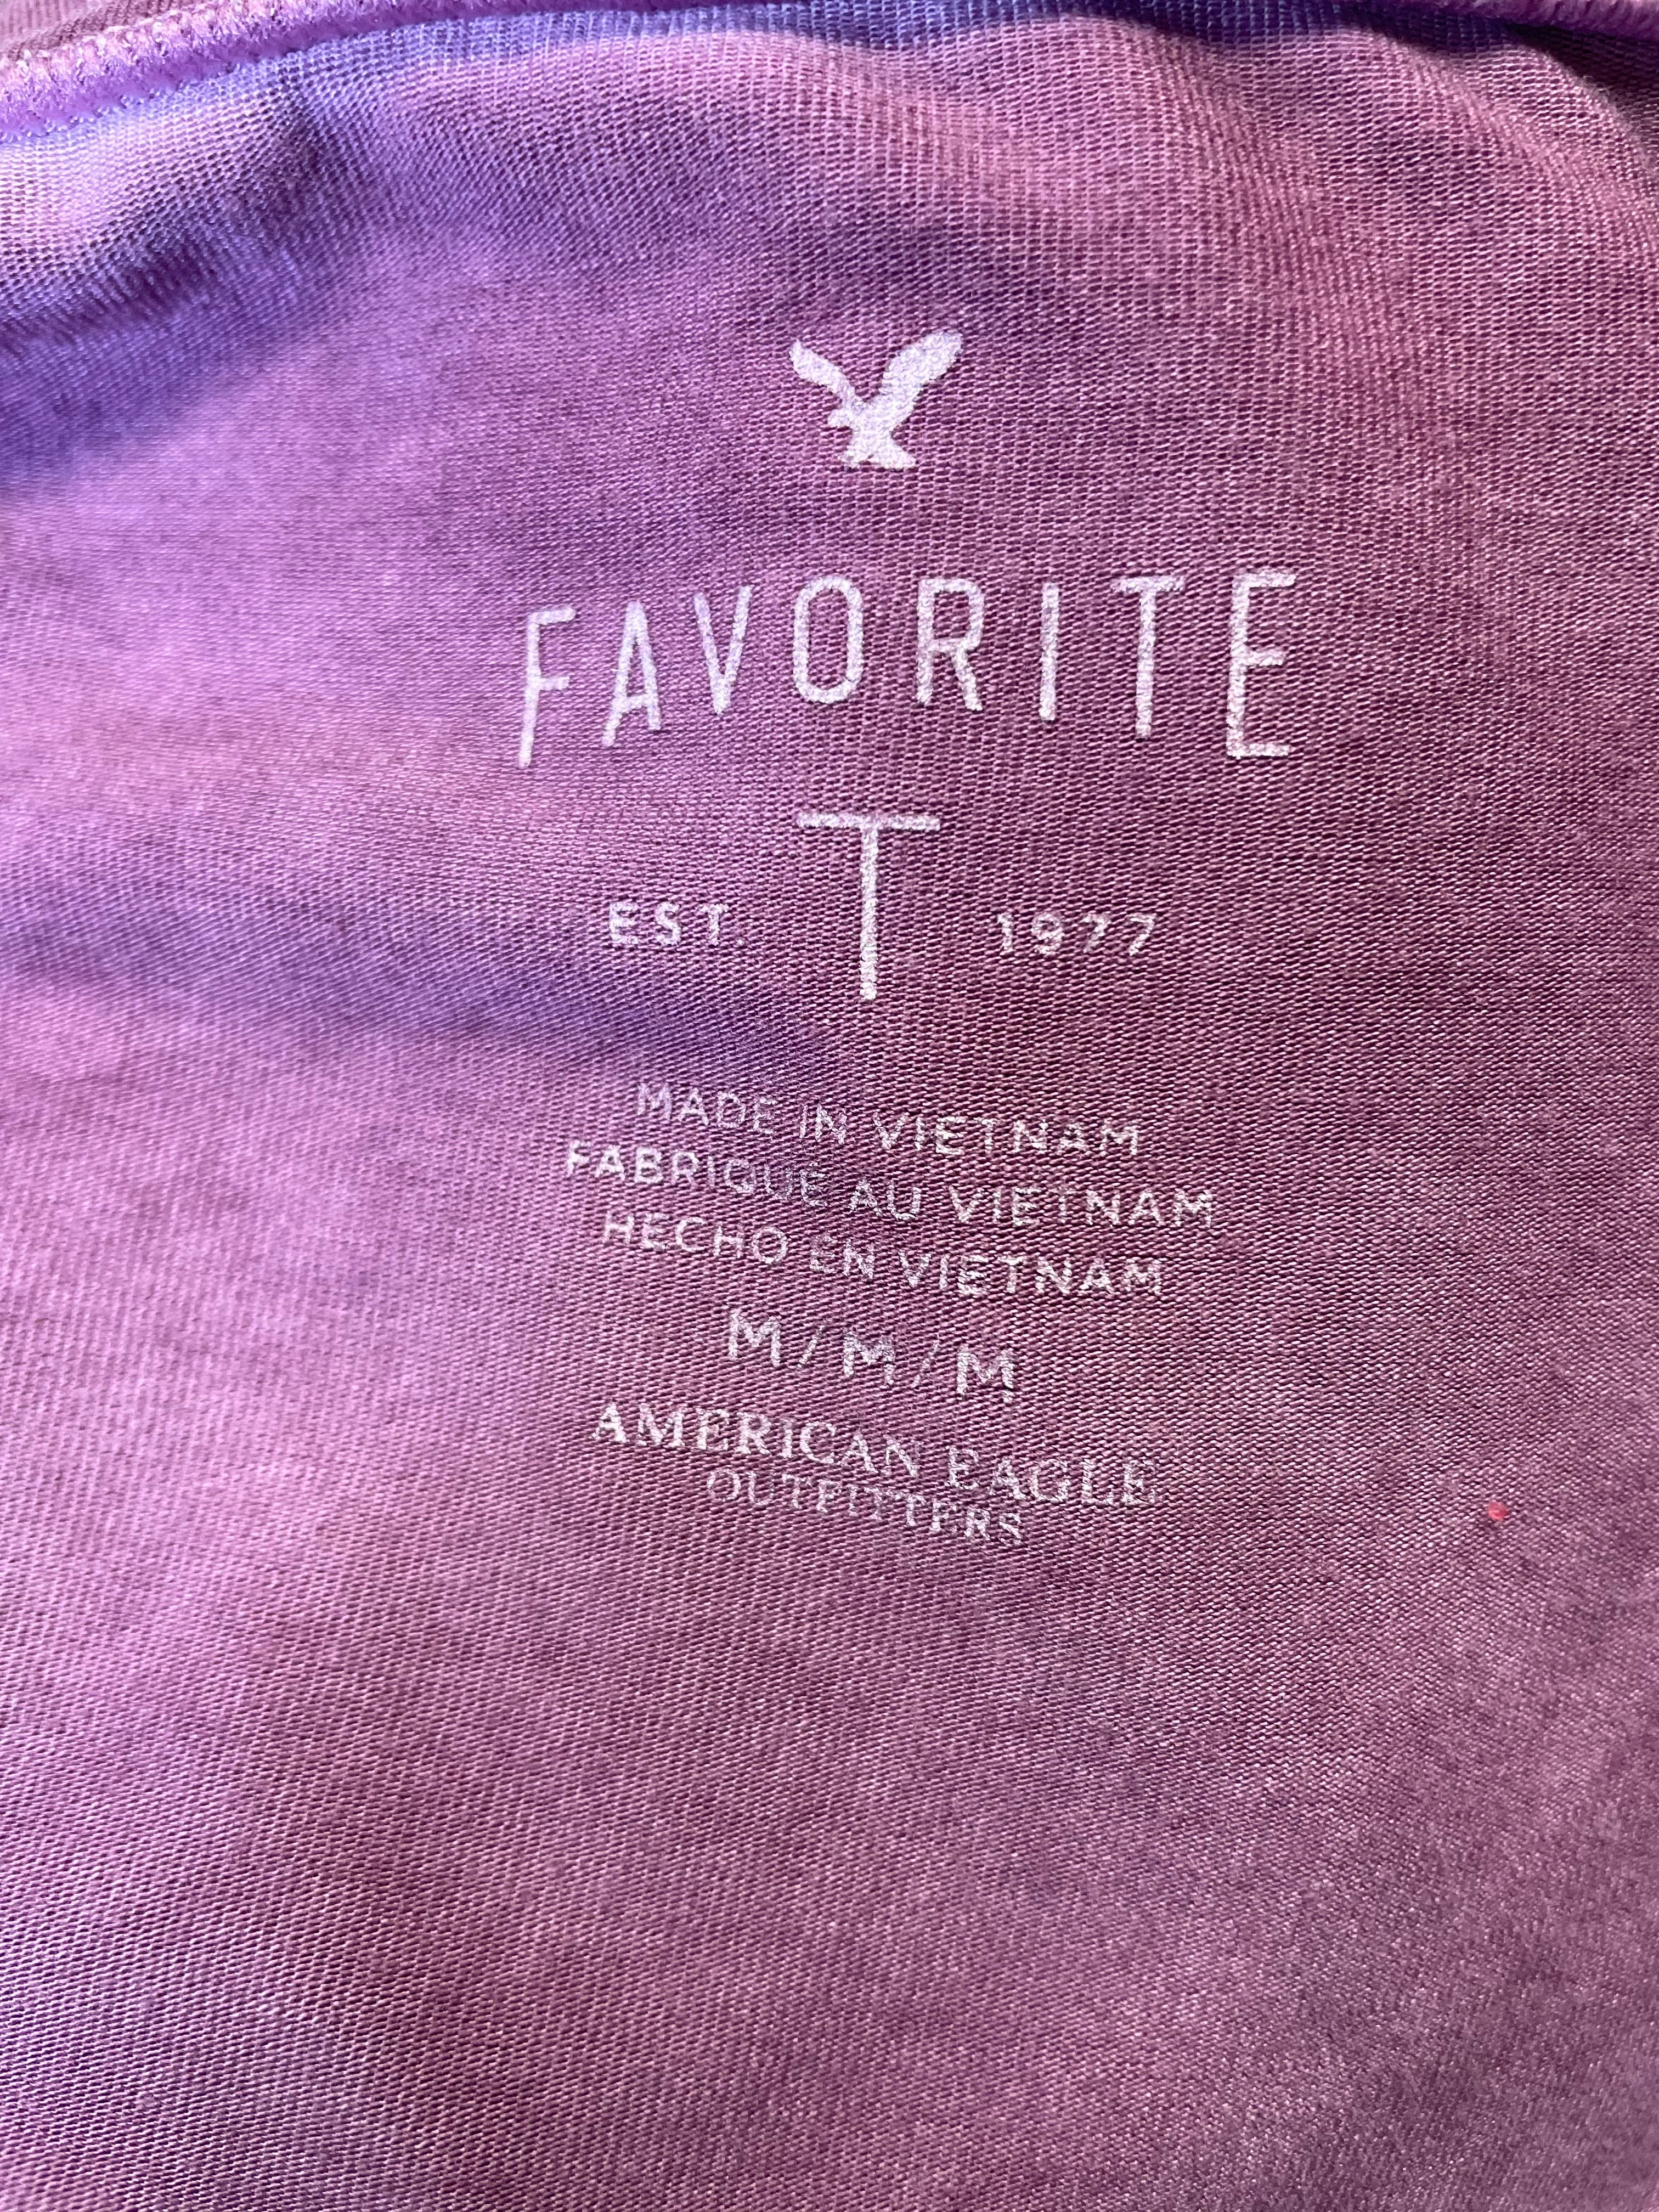 FAVORITE
T
EST. 1977
MADE IN VIETNAM
FABRIQUE AU VIETNAM
HECHO EN VIETNAM
M/M/M
AMERICAN EAGLE
OUTFITTERS